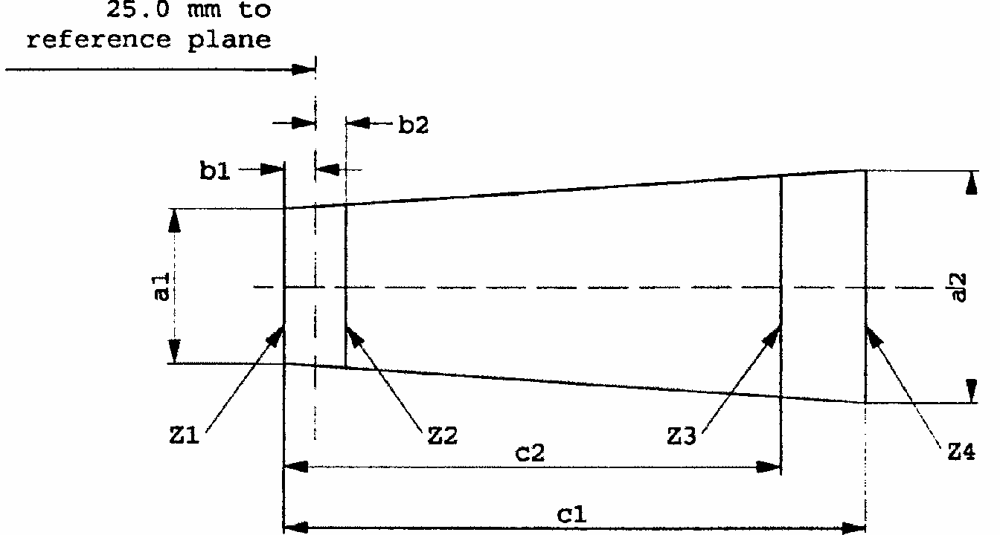 25.0 mm to
reference plane
b2
b1
a1
a2
Z1
Z2
Z3
Z4
c2
c1